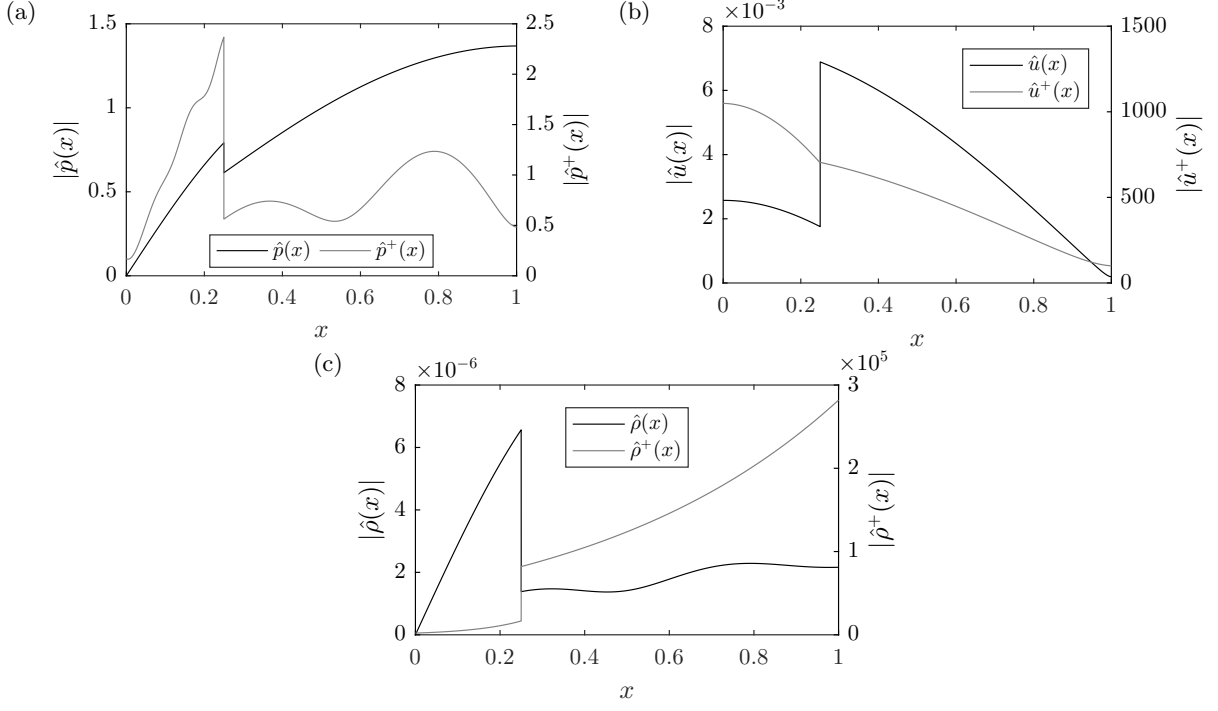 (a)
1.5
1
0.5
0
2.5
2
1.5
1
0.5
0
|p̂(x)|
|p̂⁺(x)|
p̂(x)
p̂⁺(x)
0 0.2 0.4 0.6 0.8 1
x
(b)
×10⁻³
8
6
4
2
0
1500
1000
500
0
|û(x)|
|û⁺(x)|
û(x)
û⁺(x)
0 0.2 0.4 0.6 0.8 1
x
(c)
×10⁻⁶
×10⁵
8
6
4
2
0
3
2
1
0
|ρ̂(x)|
|ρ̂⁺(x)|
ρ̂(x)
ρ̂⁺(x)
0 0.2 0.4 0.6 0.8 1
x